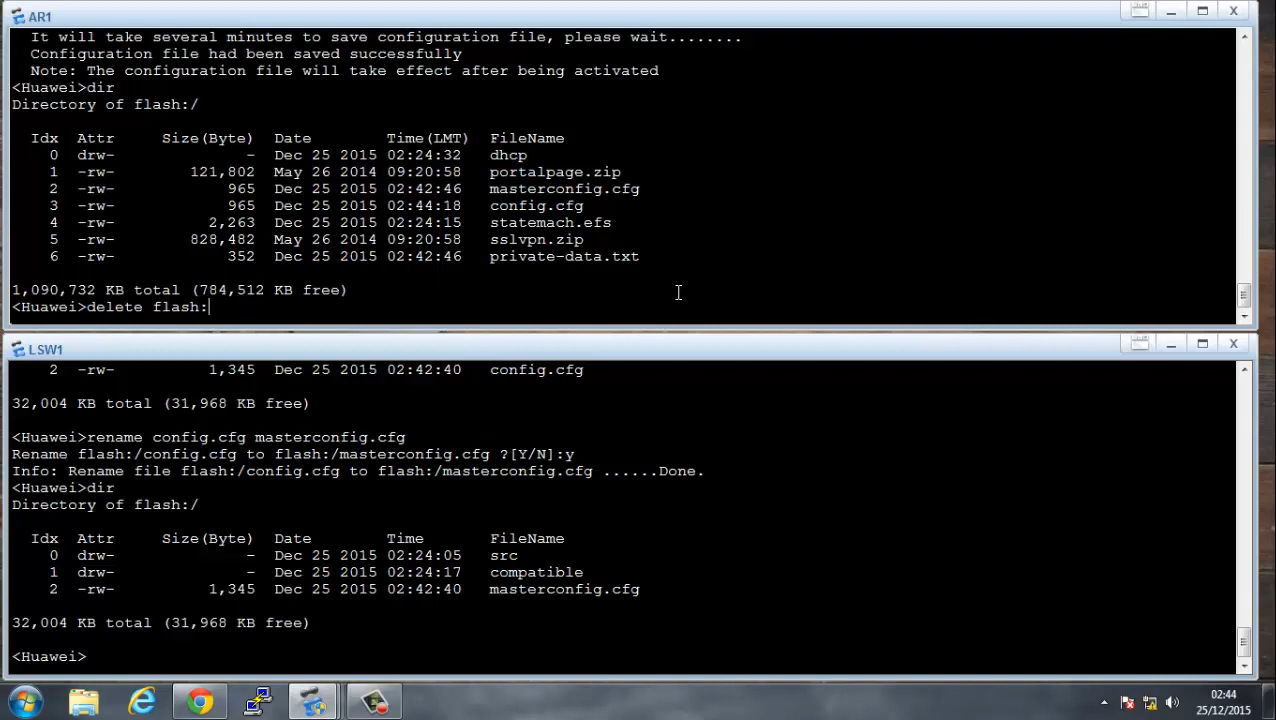 AR1
It will take several minutes to save configuration file, please wait........
Configuration file had been saved successfully
Note: The configuration file will take effect after being activated
<Huawei>dir
Directory of flash:/
Idx  Attr     Size(Byte)  Date        Time(LMT)  FileName
0  drw-              -  Dec 25 2015 02:24:32   dhcp
1  -rw-        121,802  May 26 2014 09:20:58   portalpage.zip
2  -rw-            965  Dec 25 2015 02:42:46   masterconfig.cfg
3  -rw-            965  Dec 25 2015 02:44:18   config.cfg
4  -rw-          2,263  Dec 25 2015 02:24:15   statemach.efs
5  -rw-        828,482  May 26 2014 09:20:58   sslvpn.zip
6  -rw-            352  Dec 25 2015 02:42:46   private-data.txt
1,090,732 KB total (784,512 KB free)
<Huawei>delete flash:
LSW1
2  -rw-          1,345  Dec 25 2015 02:42:40   config.cfg
32,004 KB total (31,968 KB free)
<Huawei>rename config.cfg masterconfig.cfg
Rename flash:/config.cfg to flash:/masterconfig.cfg ?[Y/N]:y
Info: Rename file flash:/config.cfg to flash:/masterconfig.cfg ......Done.
<Huawei>dir
Directory of flash:/
Idx  Attr     Size(Byte)  Date        Time       FileName
0  drw-              -  Dec 25 2015 02:24:05   src
1  drw-              -  Dec 25 2015 02:24:17   compatible
2  -rw-          1,345  Dec 25 2015 02:42:40   masterconfig.cfg
32,004 KB total (31,968 KB free)
<Huawei>
02:44
25/12/2015